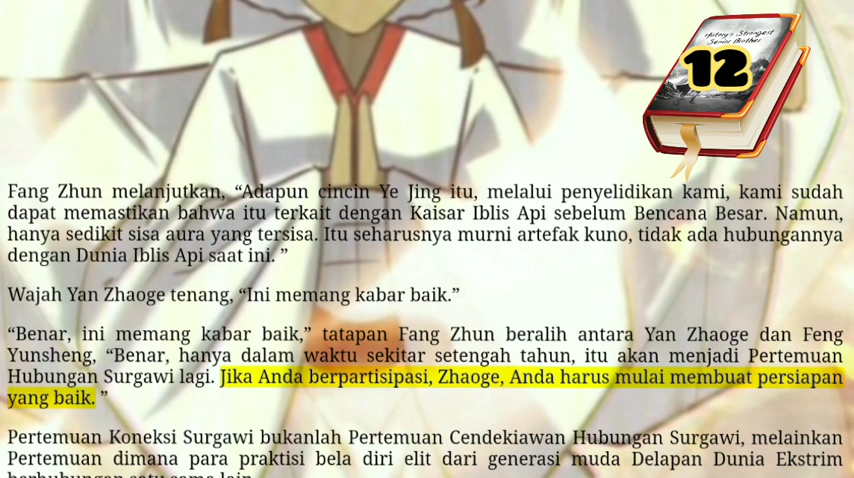 History's Strongest
Senior Brother
12
Fang Zhun melanjutkan, “Adapun cincin Ye Jing itu, melalui penyelidikan kami, kami sudah
dapat memastikan bahwa itu terkait dengan Kaisar Iblis Api sebelum Bencana Besar. Namun,
hanya sedikit sisa aura yang tersisa. Itu seharusnya murni artefak kuno, tidak ada hubungannya
dengan Dunia Iblis Api saat ini. ”
Wajah Yan Zhaoge tenang, “Ini memang kabar baik.”
“Benar, ini memang kabar baik,” tatapan Fang Zhun beralih antara Yan Zhaoge dan Feng
Yunsheng, “Benar, hanya dalam waktu sekitar setengah tahun, itu akan menjadi Pertemuan
Hubungan Surgawi lagi. Jika Anda berpartisipasi, Zhaoge, Anda harus mulai membuat persiapan
yang baik. ”
Pertemuan Koneksi Surgawi bukanlah Pertemuan Cendekiawan Hubungan Surgawi, melainkan
Pertemuan dimana para praktisi bela diri elit dari generasi muda Delapan Dunia Ekstrim
berhubungan satu sama lain.